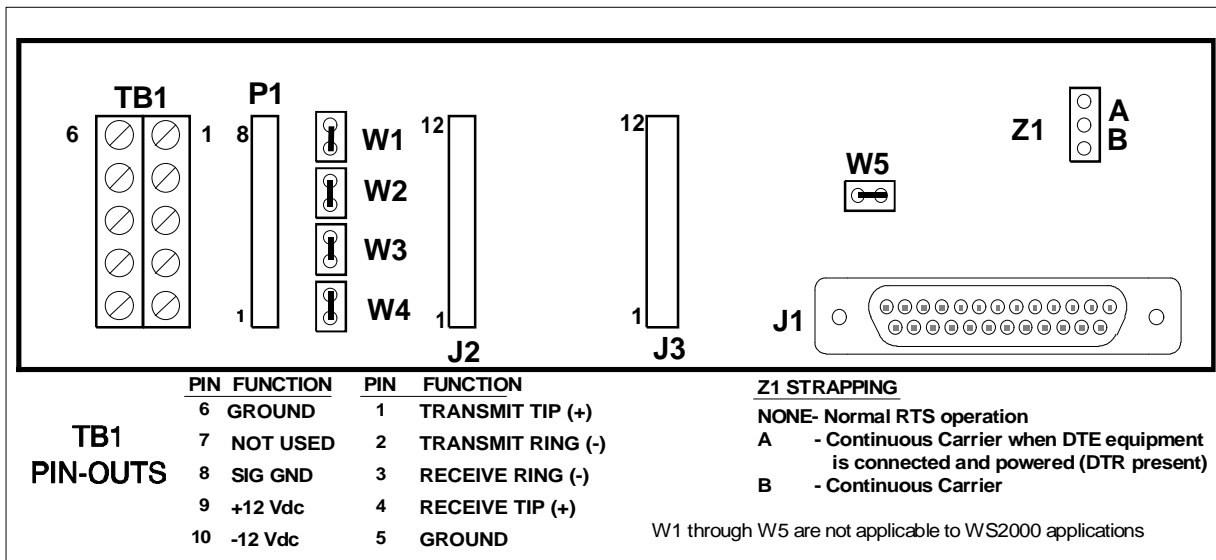 TB1 P1
6 1 8 W1 12 12 Z1 A
B
W2 W5
W3
W4
1 1 1 J1
J2 J3
PIN FUNCTION PIN FUNCTION Z1 STRAPPING
6 GROUND 1 TRANSMIT TIP (+) NONE- Normal RTS operation
TB1 7 NOT USED 2 TRANSMIT RING (-) A - Continuous Carrier when DTE equipment
PIN-OUTS 8 SIG GND 3 RECEIVE RING (-) is connected and powered (DTR present)
9 +12 Vdc 4 RECEIVE TIP (+) B - Continuous Carrier
10 -12 Vdc 5 GROUND W1 through W5 are not applicable to WS2000 applications